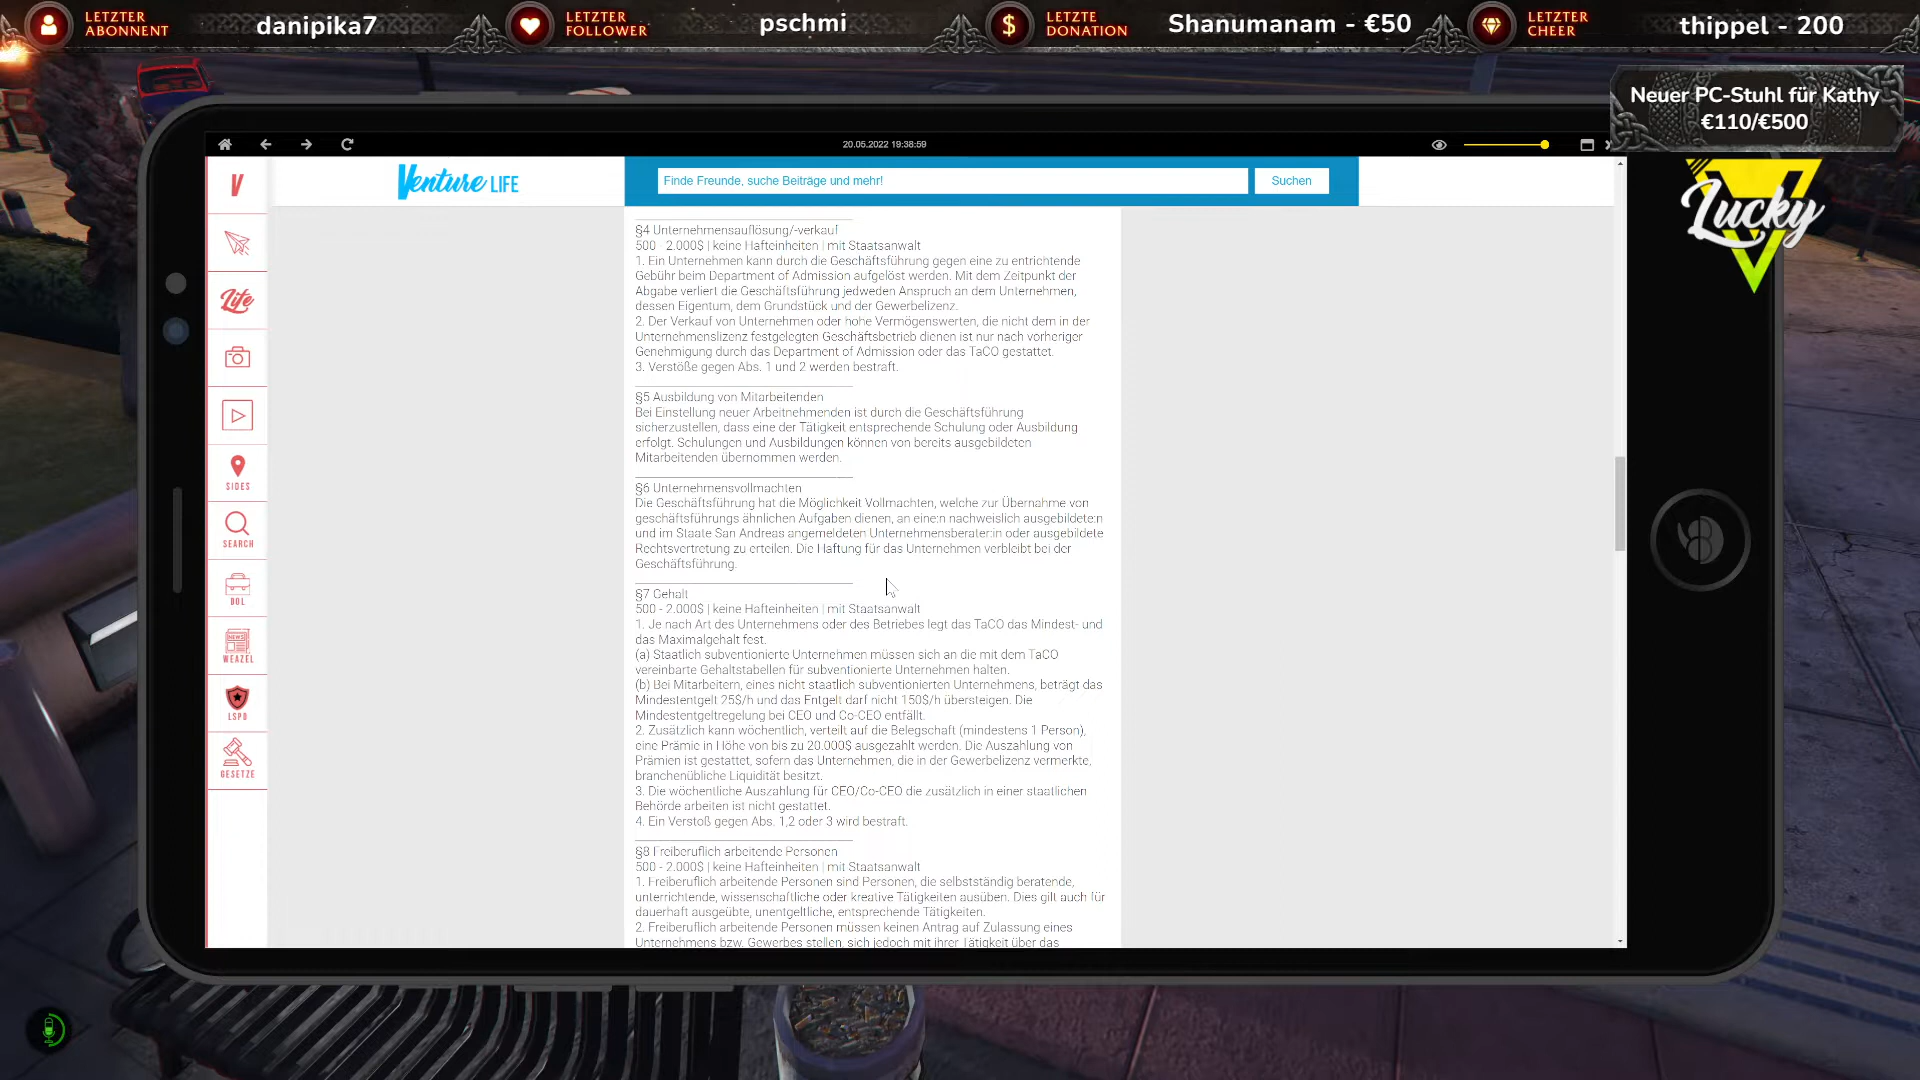 LETZTER
ABONNENT
danipika7
LETZTER
FOLLOWER
pschmi
LETZTE
DONATION
Shanumanam - €50
LETZTER
CHEER
thippel - 200
Neuer PC-Stuhl für Kathy
€110/€500
Lucky
20.05.2022 19:38:59
V
Venture LIFE
Finde Freunde, suche Beiträge und mehr!
Suchen
Life
SIDES
SEARCH
DOL
NEWS
WEAZEL
LSPD
GESETZE
§4 Unternehmensauflösung/-verkauf
500 - 2.000$ | keine Hafteinheiten | mit Staatsanwalt
1. Ein Unternehmen kann durch die Geschäftsführung gegen eine zu entrichtende
Gebühr beim Department of Admission aufgelöst werden. Mit dem Zeitpunkt der
Abgabe verliert die Geschäftsführung jedweden Anspruch an dem Unternehmen,
dessen Eigentum, dem Grundstück und der Gewerbelizenz.
2. Der Verkauf von Unternehmen oder hohe Vermögenswerten, die nicht dem in der
Unternehmenslizenz festgelegten Geschäftsbetrieb dienen ist nur nach vorheriger
Genehmigung durch das Department of Admission oder das TaCO gestattet.
3. Verstöße gegen Abs. 1 und 2 werden bestraft.
§5 Ausbildung von Mitarbeitenden
Bei Einstellung neuer Arbeitnehmenden ist durch die Geschäftsführung
sicherzustellen, dass eine der Tätigkeit entsprechende Schulung oder Ausbildung
erfolgt. Schulungen und Ausbildungen können von bereits ausgebildeten
Mitarbeitenden übernommen werden.
§6 Unternehmensvollmachten
Die Geschäftsführung hat die Möglichkeit Vollmachten, welche zur Übernahme von
geschäftsführungs ähnlichen Aufgaben dienen, an eine:n nachweislich ausgebildete:n
und im Staate San Andreas angemeldeten Unternehmensberater:in oder ausgebildete
Rechtsvertretung zu erteilen. Die Haftung für das Unternehmen verbleibt bei der
Geschäftsführung.
§7 Gehalt
500 - 2.000$ | keine Hafteinheiten | mit Staatsanwalt
1. Je nach Art des Unternehmens oder des Betriebes legt das TaCO das Mindest- und
das Maximalgehalt fest.
(a) Staatlich subventionierte Unternehmen müssen sich an die mit dem TaCO
vereinbarte Gehaltstabellen für subventionierte Unternehmen halten.
(b) Bei Mitarbeitern, eines nicht staatlich subventionierten Unternehmens, beträgt das
Mindestentgelt 25$/h und das Entgelt darf nicht 150$/h übersteigen. Die
Mindestentgeltregelung bei CEO und Co-CEO entfällt.
2. Zusätzlich kann wöchentlich, verteilt auf die Belegschaft (mindestens 1 Person),
eine Prämie in Höhe von bis zu 20.000$ ausgezahlt werden. Die Auszahlung von
Prämien ist gestattet, sofern das Unternehmen, die in der Gewerbelizenz vermerkte,
branchenübliche Liquidität besitzt.
3. Die wöchentliche Auszahlung für CEO/Co-CEO die zusätzlich in einer staatlichen
Behörde arbeiten ist nicht gestattet.
4. Ein Verstoß gegen Abs. 1,2 oder 3 wird bestraft.
§8 Freiberuflich arbeitende Personen
500 - 2.000$ | keine Hafteinheiten | mit Staatsanwalt
1. Freiberuflich arbeitende Personen sind Personen, die selbstständig beratende,
unterrichtende, wissenschaftliche oder kreative Tätigkeiten ausüben. Dies gilt auch für
dauerhaft ausgeübte, unentgeltliche, entsprechende Tätigkeiten.
2. Freiberuflich arbeitende Personen müssen keinen Antrag auf Zulassung eines
Unternehmens bzw. Gewerbes stellen, sich jedoch mit ihrer Tätigkeit über das